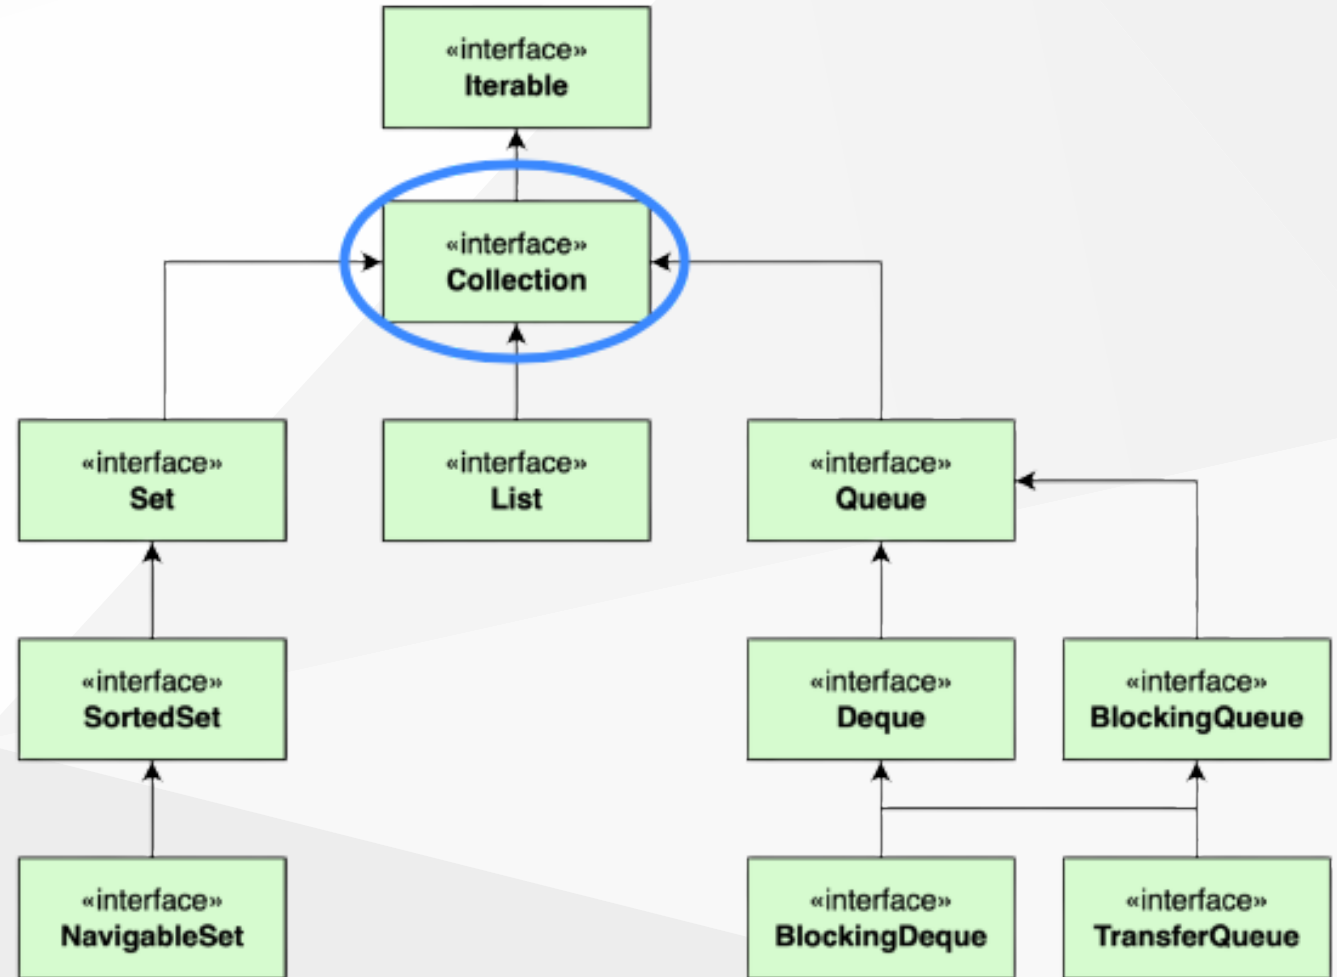 «interface»
Iterable
«interface»
Collection
«interface»
Set
«interface»
List
«interface»
Queue
«interface»
SortedSet
«interface»
Deque
«interface»
BlockingQueue
«interface»
NavigableSet
«interface»
BlockingDeque
«interface»
TransferQueue